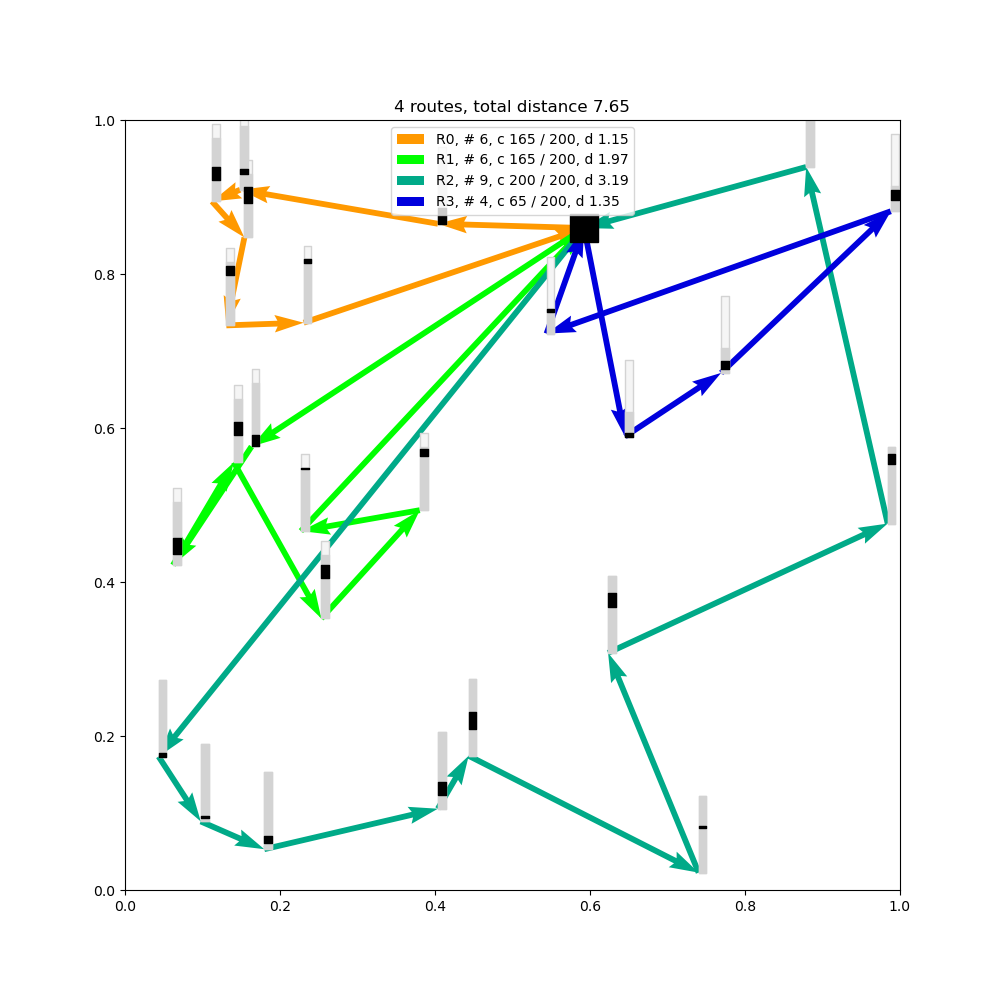 4 routes, total distance 7.65
R0, # 6, c 165 / 200, d 1.15
R1, # 6, c 165 / 200, d 1.97
R2, # 9, c 200 / 200, d 3.19
R3, # 4, c 65 / 200, d 1.35
1.0
0.8
0.6
0.4
0.2
0.0
0.0 0.2 0.4 0.6 0.8 1.0